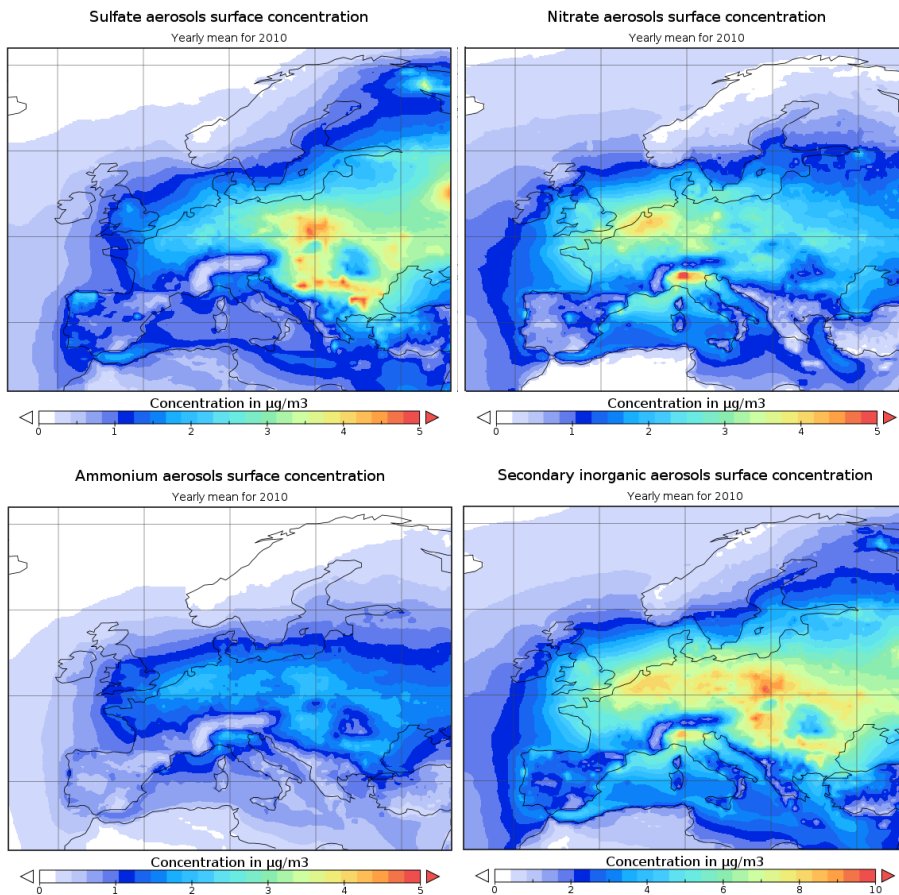 Sulfate aerosols surface concentration
Yearly mean for 2010
Concentration in µg/m3
0 1 2 3 4 5
Nitrate aerosols surface concentration
Yearly mean for 2010
Concentration in µg/m3
0 1 2 3 4 5
Ammonium aerosols surface concentration
Yearly mean for 2010
Concentration in µg/m3
0 1 2 3 4 5
Secondary inorganic aerosols surface concentration
Yearly mean for 2010
Concentration in µg/m3
0 2 4 6 8 10